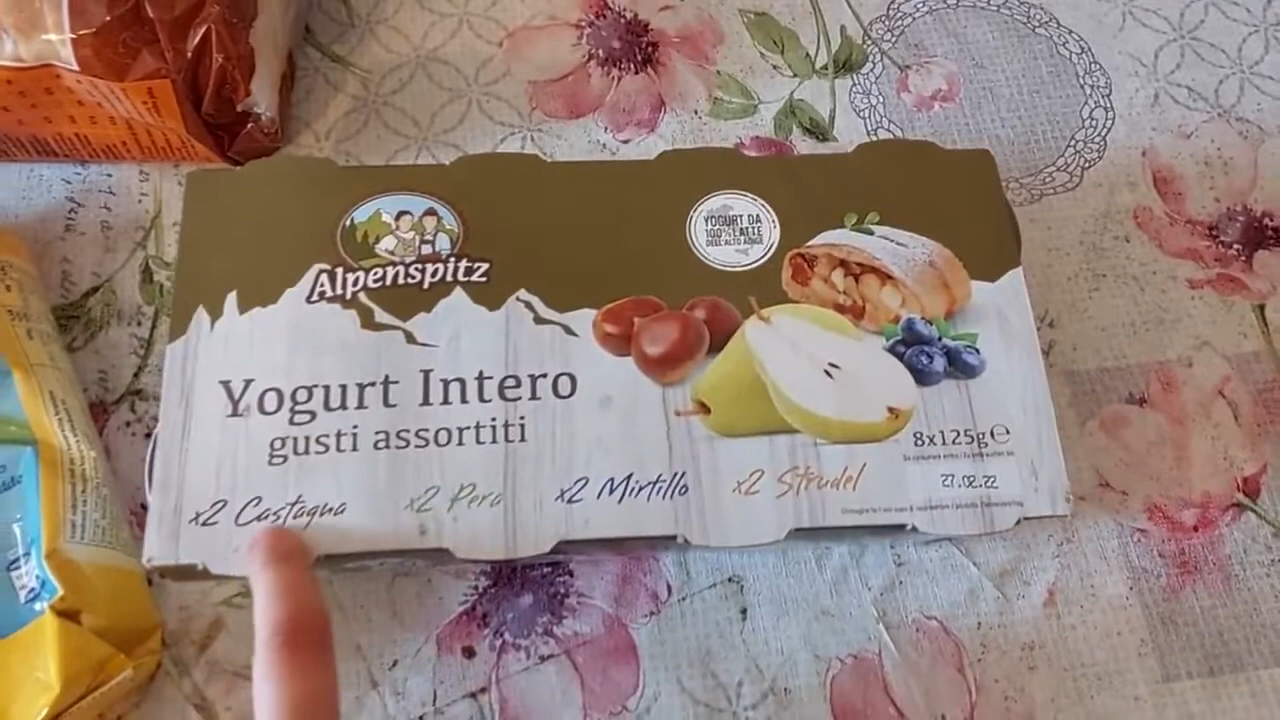 Alpenspitz
YOGURT DA
100% LATTE
DELL'ALTO ADIGE
Yogurt Intero
gusti assortiti
8x125g e
27.02.22
x2 Castagna
x2 Pera
x2 Mirtillo
x2 Strudel